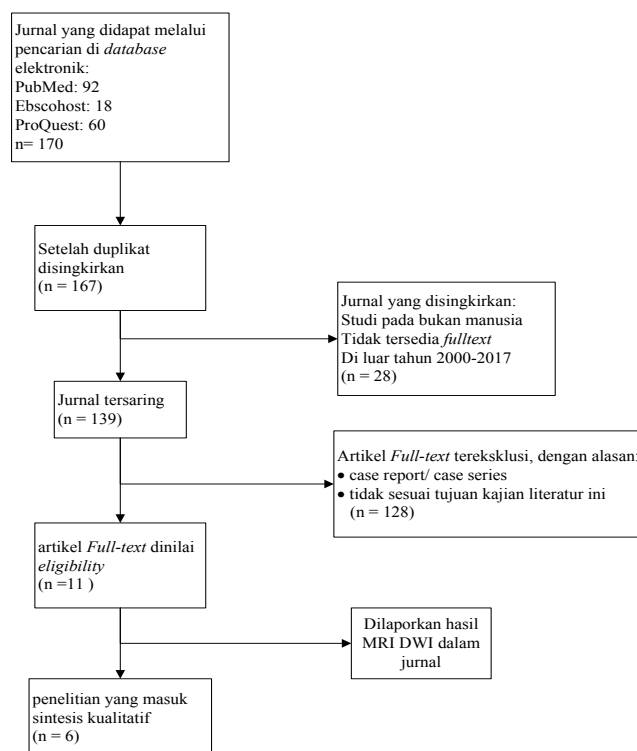 Jurnal yang didapat melalui
pencarian di database
elektronik:
PubMed: 92
Ebscohost: 18
ProQuest: 60
n= 170
Setelah duplikat
disingkirkan
(n = 167)
Jurnal yang disingkirkan:
Studi pada bukan manusia
Tidak tersedia fulltext
Di luar tahun 2000-2017
(n = 28)
Jurnal tersaring
(n = 139)
Artikel Full-text tereksklusi, dengan alasan:
• case report/ case series
• tidak sesuai tujuan kajian literatur ini
(n = 128)
artikel Full-text dinilai
eligibility
(n =11 )
Dilaporkan hasil
MRI DWI dalam
jurnal
penelitian yang masuk
sintesis kualitatif
(n = 6)